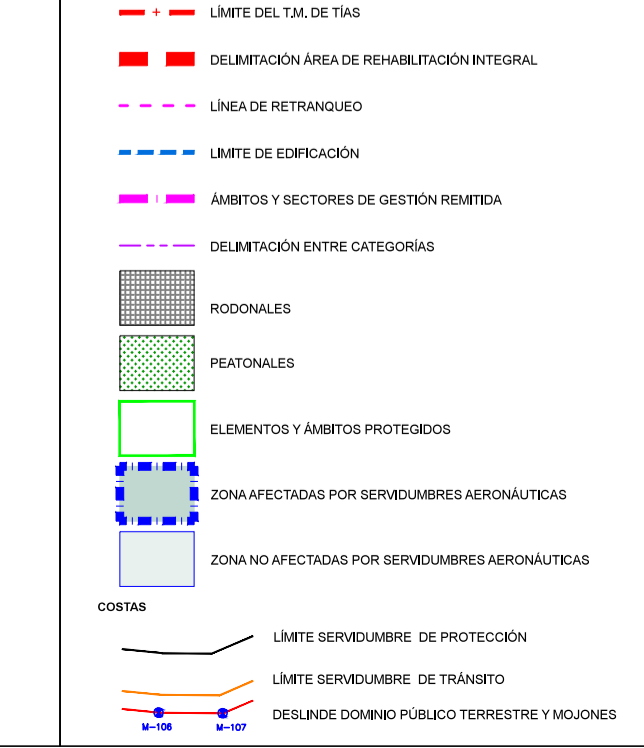 LÍMITE DEL T.M. DE TÍAS
DELIMITACIÓN ÁREA DE REHABILITACIÓN INTEGRAL
LÍNEA DE RETRANQUEO
LIMITE DE EDIFICACIÓN
ÁMBITOS Y SECTORES DE GESTIÓN REMITIDA
DELIMITACIÓN ENTRE CATEGORÍAS
RODONALES
PEATONALES
ELEMENTOS Y ÁMBITOS PROTEGIDOS
ZONA AFECTADAS POR SERVIDUMBRES AERONÁUTICAS
ZONA NO AFECTADAS POR SERVIDUMBRES AERONÁUTICAS
COSTAS
LÍMITE SERVIDUMBRE DE PROTECCIÓN
LÍMITE SERVIDUMBRE DE TRÁNSITO
DESLINDE DOMINIO PÚBLICO TERRESTRE Y MOJONES
M-106 M-107